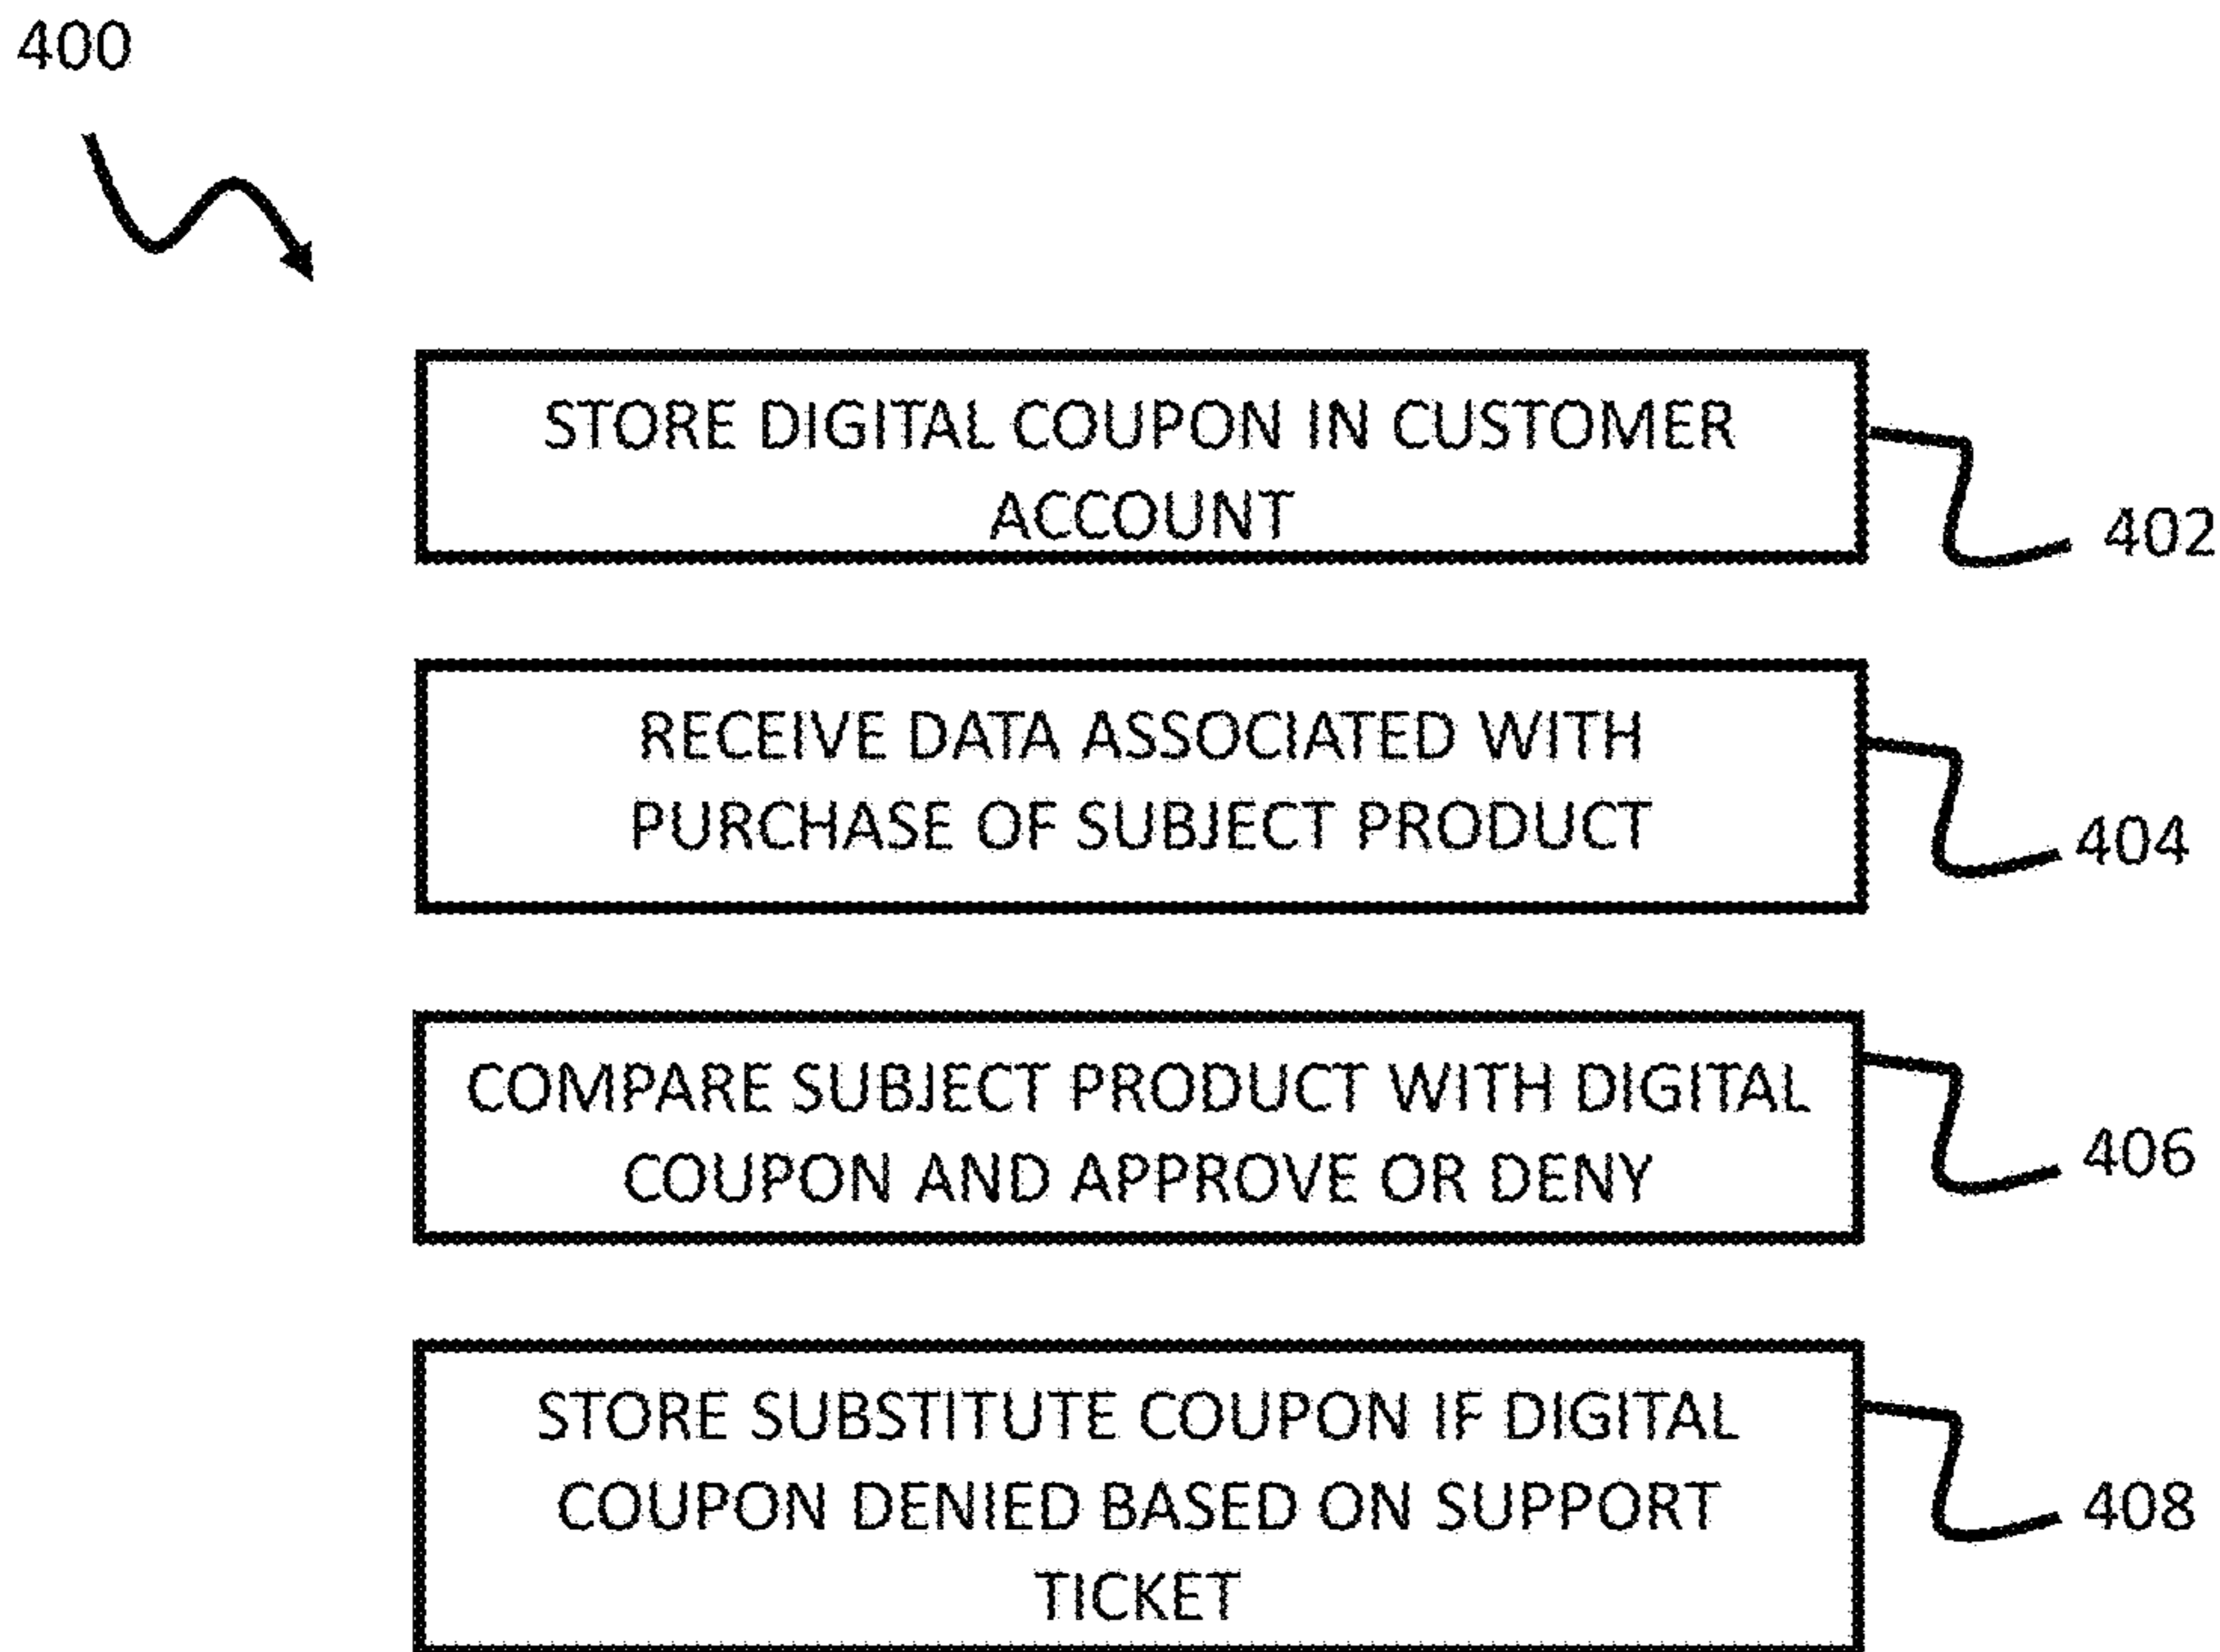 400
STORE DIGITAL COUPON IN CUSTOMER
ACCOUNT
402
RECEIVE DATA ASSOCIATED WITH
PURCHASE OF SUBJECT PRODUCT
404
COMPARE SUBJECT PRODUCT WITH DIGITAL
COUPON AND APPROVE OR DENY
406
STORE SUBSTITUTE COUPON IF DIGITAL
COUPON DENIED BASED ON SUPPORT
TICKET
408